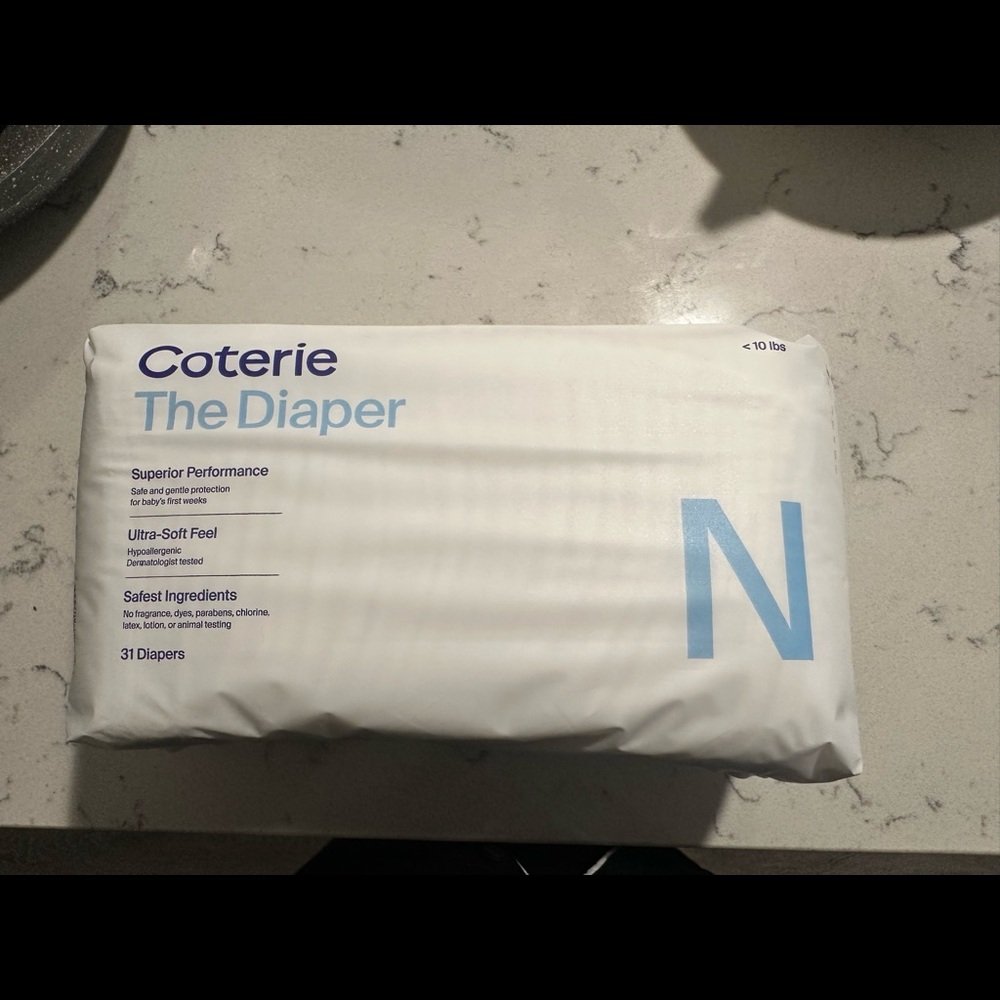 Coterie
The Diaper
< 10 lbs
Superior Performance
Safe and gentle protection
for baby's first weeks
Ultra-Soft Feel
Hypoallergenic
Dermatologist tested
Safest Ingredients
No fragrance, dyes, parabens, chlorine,
latex, lotion, or animal testing
31 Diapers
N